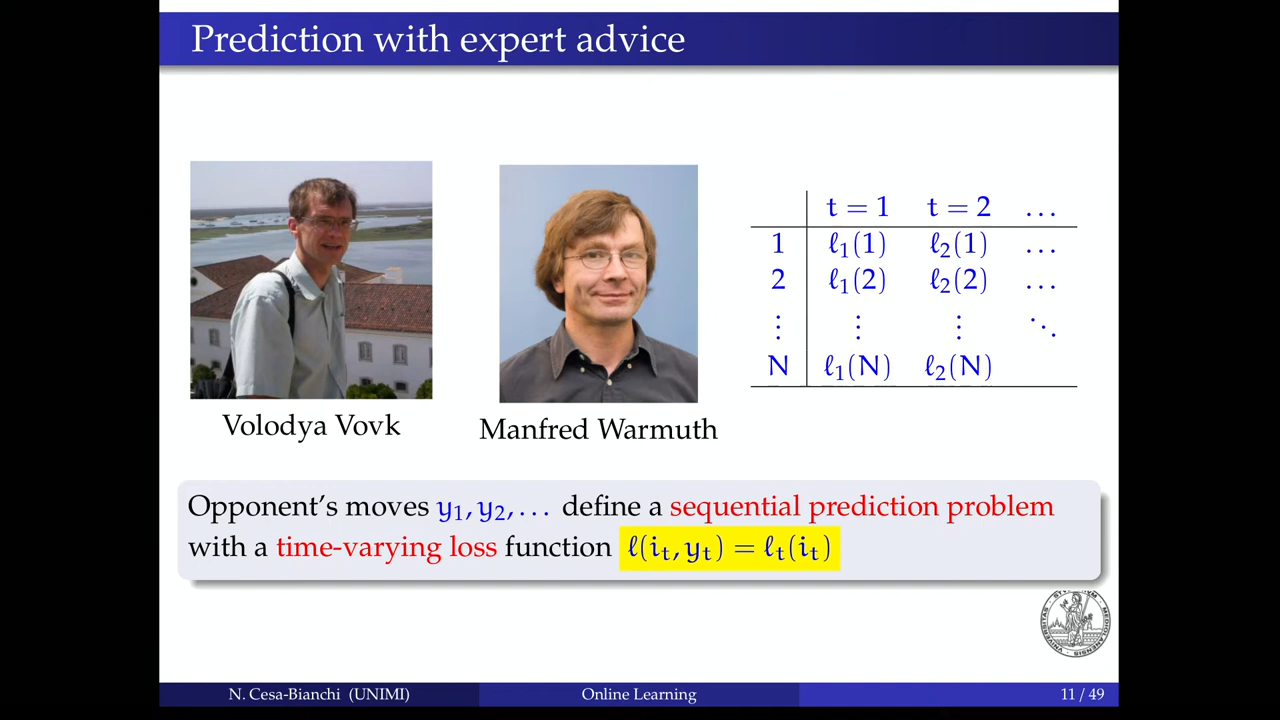 Prediction with expert advice
t = 1 t = 2 ...
1 ℓ₁(1) ℓ₂(1) ...
2 ℓ₁(2) ℓ₂(2) ...
⋮ ⋮ ⋮ ⋱
N ℓ₁(N) ℓ₂(N)
Volodya Vovk
Manfred Warmuth
Opponent's moves y₁, y₂, ... define a sequential prediction problem
with a time-varying loss function ℓ(iₜ, yₜ) = ℓₜ(iₜ)
N. Cesa-Bianchi (UNIMI)
Online Learning
11 / 49